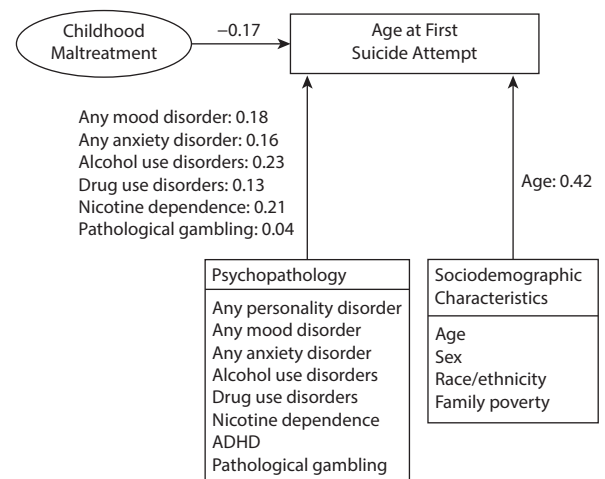 Childhood
Maltreatment
−0.17
Age at First
Suicide Attempt
Any mood disorder: 0.18
Any anxiety disorder: 0.16
Alcohol use disorders: 0.23
Drug use disorders: 0.13
Nicotine dependence: 0.21
Pathological gambling: 0.04
Age: 0.42
Psychopathology
Any personality disorder
Any mood disorder
Any anxiety disorder
Alcohol use disorders
Drug use disorders
Nicotine dependence
ADHD
Pathological gambling
Sociodemographic
Characteristics
Age
Sex
Race/ethnicity
Family poverty